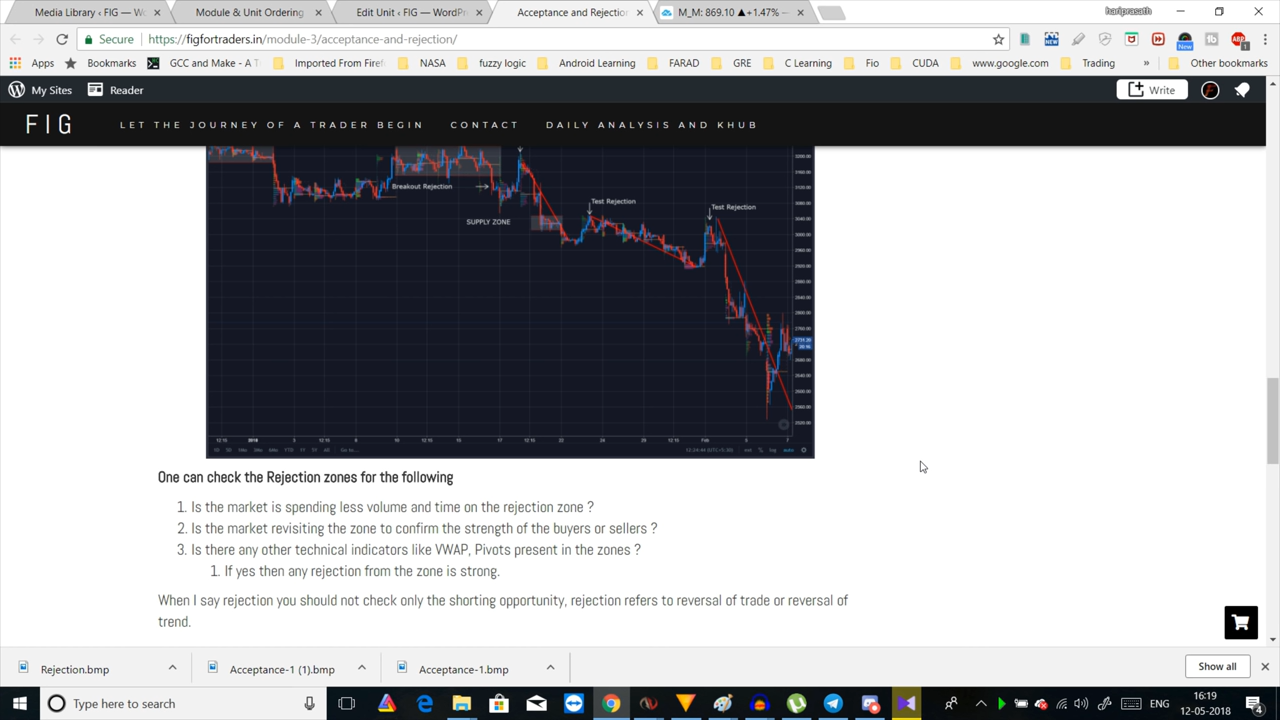 Media Library ‹ FIG — Wo
Module & Unit Ordering
Edit Unit ‹ FIG — WordPr
Acceptance and Rejection
M_M: 869.10 ▲+1.47% –
hariprasath
Secure
https://figfortraders.in/module-3/acceptance-and-rejection/
Apps
Bookmarks
GCC and Make - A T
Imported From Firef
NASA
fuzzy logic
Android Learning
FARAD
GRE
C Learning
Fio
CUDA
www.google.com
Trading
»
Other bookmarks
New
My Sites
Reader
Write
FIG
LET THE JOURNEY OF A TRADER BEGIN
CONTACT
DAILY ANALYSIS AND KHUB
Breakout Rejection
SUPPLY ZONE
Test Rejection
Test Rejection
One can check the Rejection zones for the following
1. Is the market is spending less volume and time on the rejection zone ?
2. Is the market revisiting the zone to confirm the strength of the buyers or sellers ?
3. Is there any other technical indicators like VWAP, Pivots present in the zones ?
1. If yes then any rejection from the zone is strong.
When I say rejection you should not check only the shorting opportunity, rejection refers to reversal of trade or reversal of
trend.
Rejection.bmp
Acceptance-1 (1).bmp
Acceptance-1.bmp
Show all
Type here to search
ENG
16:19
12-05-2018